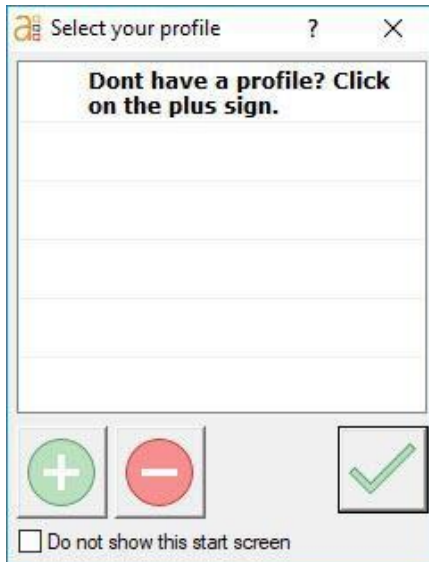 Select your profile
Dont have a profile? Click
on the plus sign.
Do not show this start screen